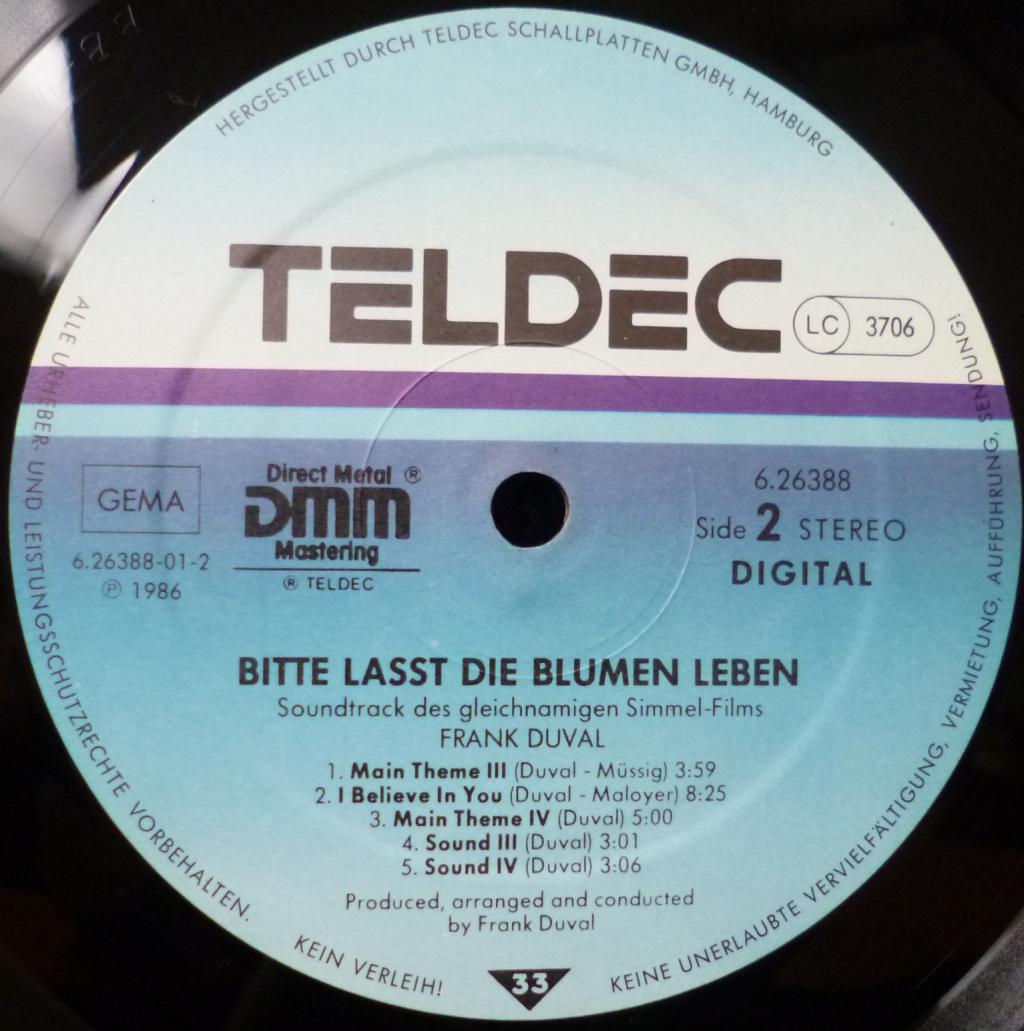 HERGESTELLT DURCH TELDEC SCHALLPLATTEN GMBH, HAMBURG
TELDEC
LC 3706
GEMA
6.26388-01-2
℗ 1986
Direct Metal ®
DMM
Mastering
® TELDEC
6.26388
Side 2 STEREO
DIGITAL
BITTE LASST DIE BLUMEN LEBEN
Soundtrack des gleichnamigen Simmel-Films
FRANK DUVAL
1. Main Theme III (Duval - Müssig) 3:59
2. I Believe In You (Duval - Maloyer) 8:25
3. Main Theme IV (Duval) 5:00
4. Sound III (Duval) 3:01
5. Sound IV (Duval) 3:06
Produced, arranged and conducted
by Frank Duval
ALLE URHEBER- UND LEISTUNGSSCHUTZRECHTE VORBEHALTEN.
KEIN VERLEIH!
33
KEINE UNERLAUBTE VERVIELFÄLTIGUNG, VERMIETUNG, AUFFÜHRUNG, SENDUNG!